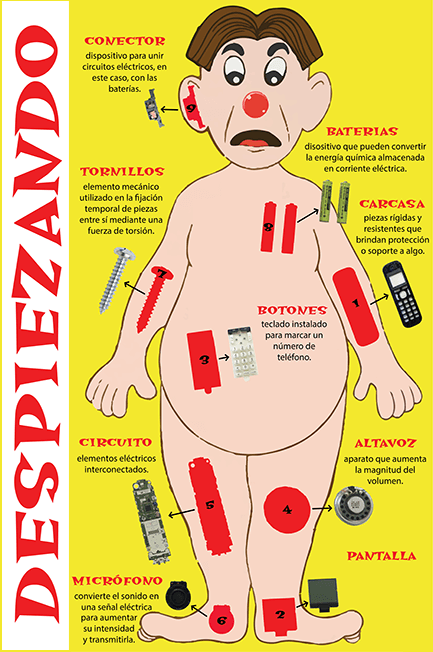 DESPIEZANDO
CONECTOR
dispositivo para unir
circuitos eléctricos, en
este caso, con las
baterías.
9
BATERIAS
disositivo que pueden convertir
la energía química almacenada
en corriente eléctrica.
TORNILLOS
elemento mecánico
utilizado en la fijación
temporal de piezas
entre sí mediante una
fuerza de torsión.
CARCASA
piezas rígidas y
resistentes que
brindan protección
o soporte a algo.
8
7
1
BOTONES
teclado instalado
para marcar un
número de
teléfono.
3
CIRCUITO
elementos eléctricos
interconectados.
ALTAVOZ
aparato que aumenta
la magnitud del
volumen.
5
4
PANTALLA
MICRÓFONO
convierte el sonido en
una señal eléctrica
para aumentar
su intensidad
y transmitirla.
6
2